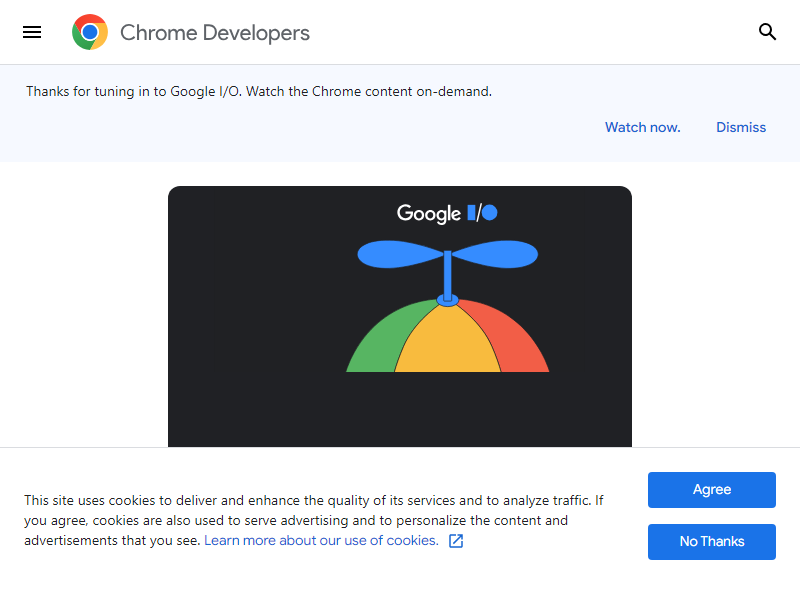 Chrome Developers
Thanks for tuning in to Google I/O. Watch the Chrome content on-demand.
Watch now.
Dismiss
Google I/O
This site uses cookies to deliver and enhance the quality of its services and to analyze traffic. If
you agree, cookies are also used to serve advertising and to personalize the content and
advertisements that you see. Learn more about our use of cookies.
Agree
No Thanks